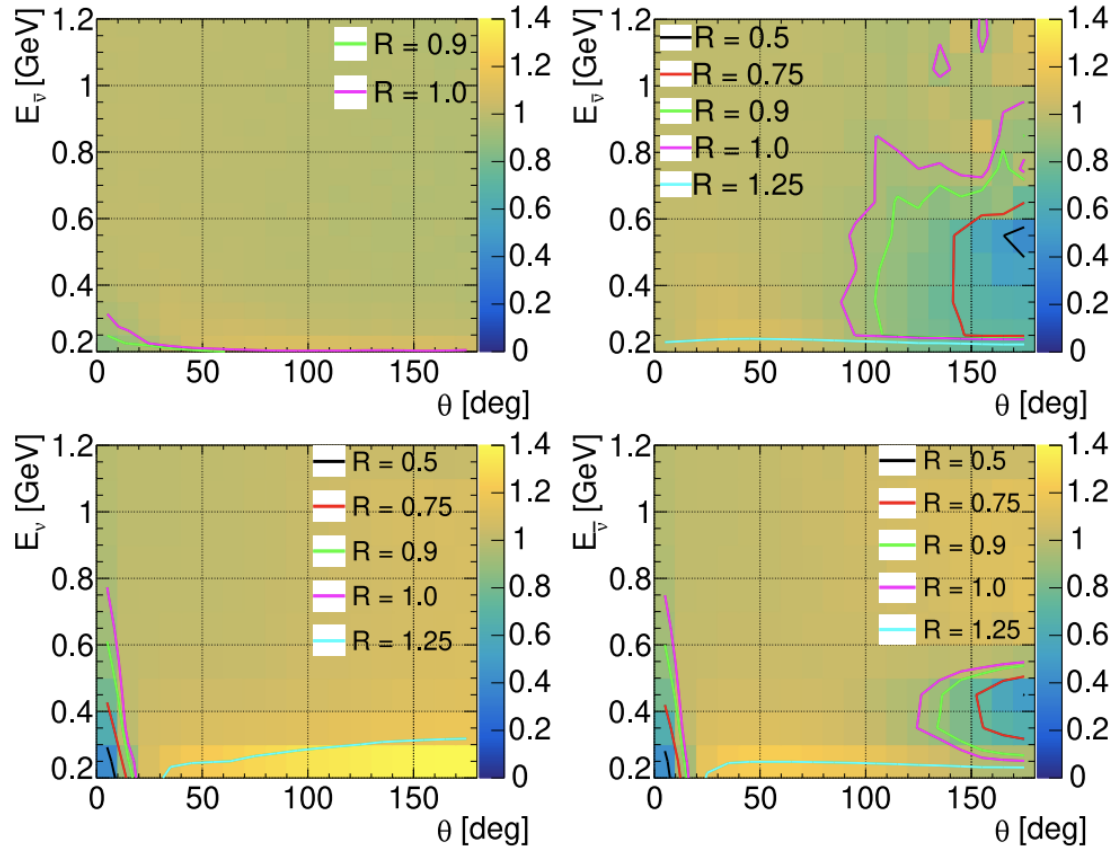 E_ν̄ [GeV]
1.2
1
0.8
0.6
0.4
0.2
R = 0.9
R = 1.0
1.4
1.2
1
0.8
0.6
0.4
0.2
0
0 50 100 150
θ [deg]
E_ν̄ [GeV]
1.2
1
0.8
0.6
0.4
0.2
R = 0.5
R = 0.75
R = 0.9
R = 1.0
R = 1.25
1.4
1.2
1
0.8
0.6
0.4
0.2
0
0 50 100 150
θ [deg]
E_ν [GeV]
1.2
1
0.8
0.6
0.4
0.2
R = 0.5
R = 0.75
R = 0.9
R = 1.0
R = 1.25
1.4
1.2
1
0.8
0.6
0.4
0.2
0
0 50 100 150
θ [deg]
E_ν̄ [GeV]
1.2
1
0.8
0.6
0.4
0.2
R = 0.5
R = 0.75
R = 0.9
R = 1.0
R = 1.25
1.4
1.2
1
0.8
0.6
0.4
0.2
0
0 50 100 150
θ [deg]